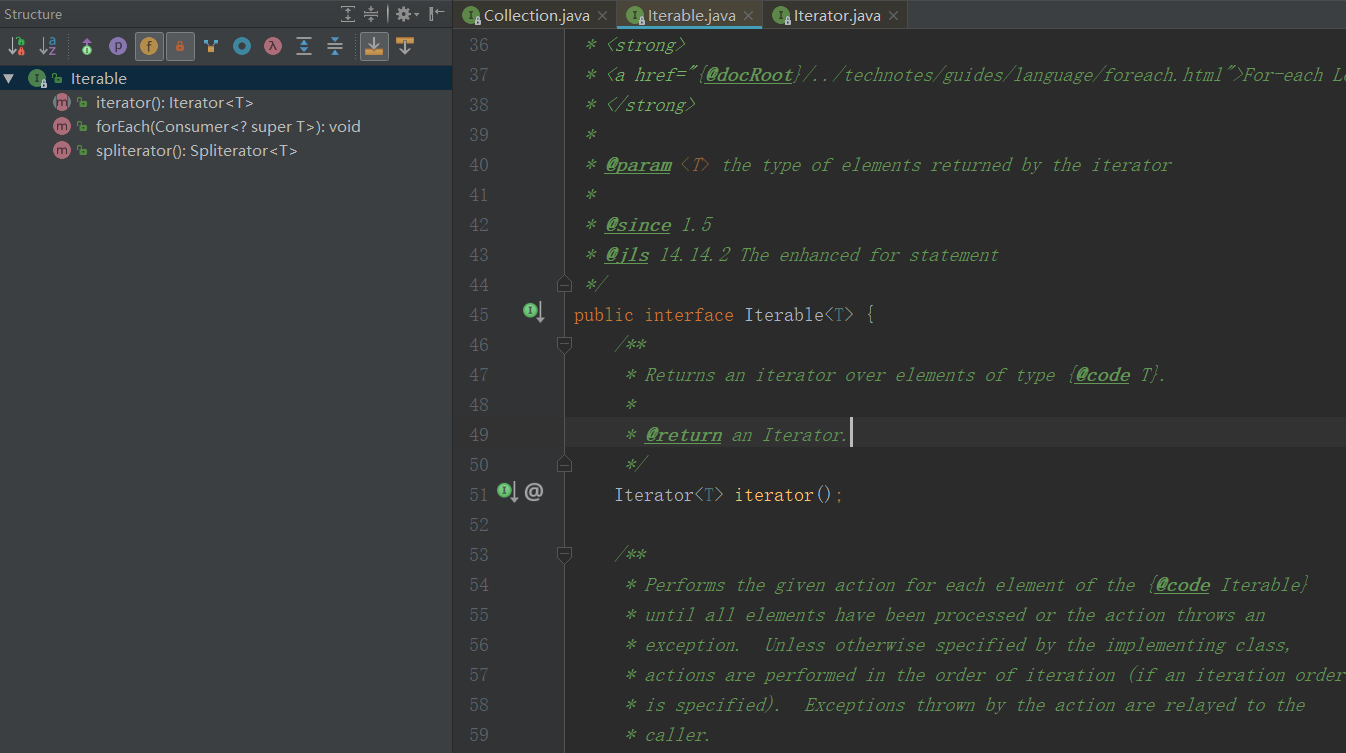 Structure
Collection.java
Iterable.java
Iterator.java
Iterable
iterator(): Iterator<T>
forEach(Consumer<? super T>): void
spliterator(): Spliterator<T>
36 * <strong>
37 * <a href="{@docRoot}/../technotes/guides/language/foreach.html">For-each
38 * </strong>
39 *
40 * @param <T> the type of elements returned by the iterator
41 *
42 * @since 1.5
43 * @jls 14.14.2 The enhanced for statement
44 */
45 public interface Iterable<T> {
46 /**
47 * Returns an iterator over elements of type {@code T}.
48 *
49 * @return an Iterator.
50 */
51 @ Iterator<T> iterator();
52
53 /**
54 * Performs the given action for each element of the {@code Iterable}
55 * until all elements have been processed or the action throws an
56 * exception.  Unless otherwise specified by the implementing class,
57 * actions are performed in the order of iteration (if an iteration order
58 * is specified).  Exceptions thrown by the action are relayed to the
59 * caller.